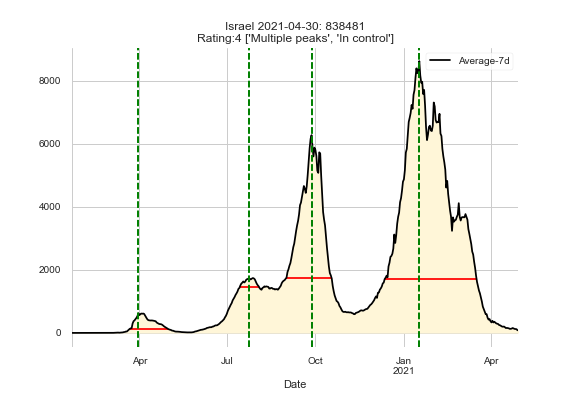 Israel 2021-04-30: 838481
Rating:4 ['Multiple peaks', 'In control']
Average-7d
8000
6000
4000
2000
0
Apr
Jul
Oct
Jan
2021
Apr
Date